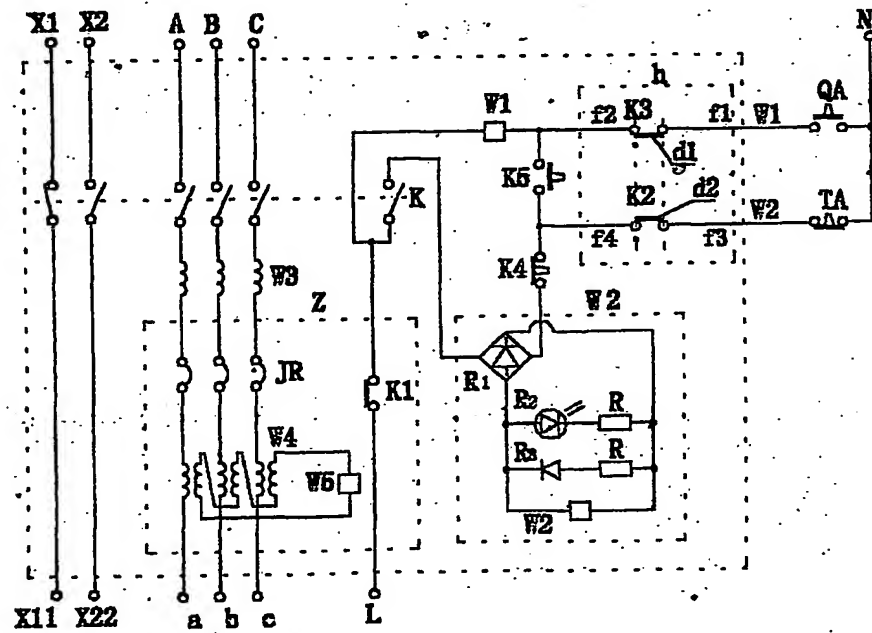 X1 X2 A B C N
h
W1 f2 K3 f1 W1 QA
d1
K5
K K2 d2 TA
W2
f4 f3
W3 K4
Z W2
JR K1 R1
R2 R
W4 R3 R
W5
W2
X11 X22 a b c L